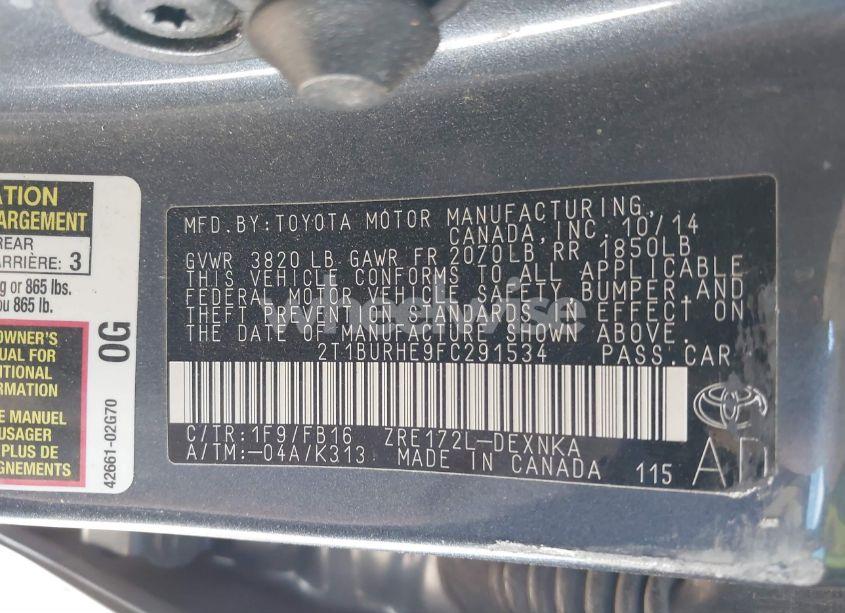 ATION
ARGEMENT
REAR
ARRIÈRE: 3
g or 865 lbs.
u 865 lb.
OWNER'S
UAL FOR
ITIONAL
RMATION
E MANUEL
USAGER
PLUS DE
IGNEMENTS
42661-02G70
0G
MFD.BY:TOYOTA MOTOR MANUFACTURING,
CANADA,INC. 10/14
GVWR 3820 LB GAWR FR 2070LB RR 1850LB
THIS VEHICLE CONFORMS TO ALL APPLICABLE
FEDERAL MOTOR VEHICLE SAFETY, BUMPER,AND
THEFT PREVENTION STANDARDS IN EFFECT ON
THE DATE OF MANUFACTURE SHOWN ABOVE.
2T1BURHE9FC291534 PASS.CAR
C/TR:1F9/FB16 ZRE172L-DEXNKA
A/TM:-04A/K313 MADE IN CANADA 115
AD
wheelwise